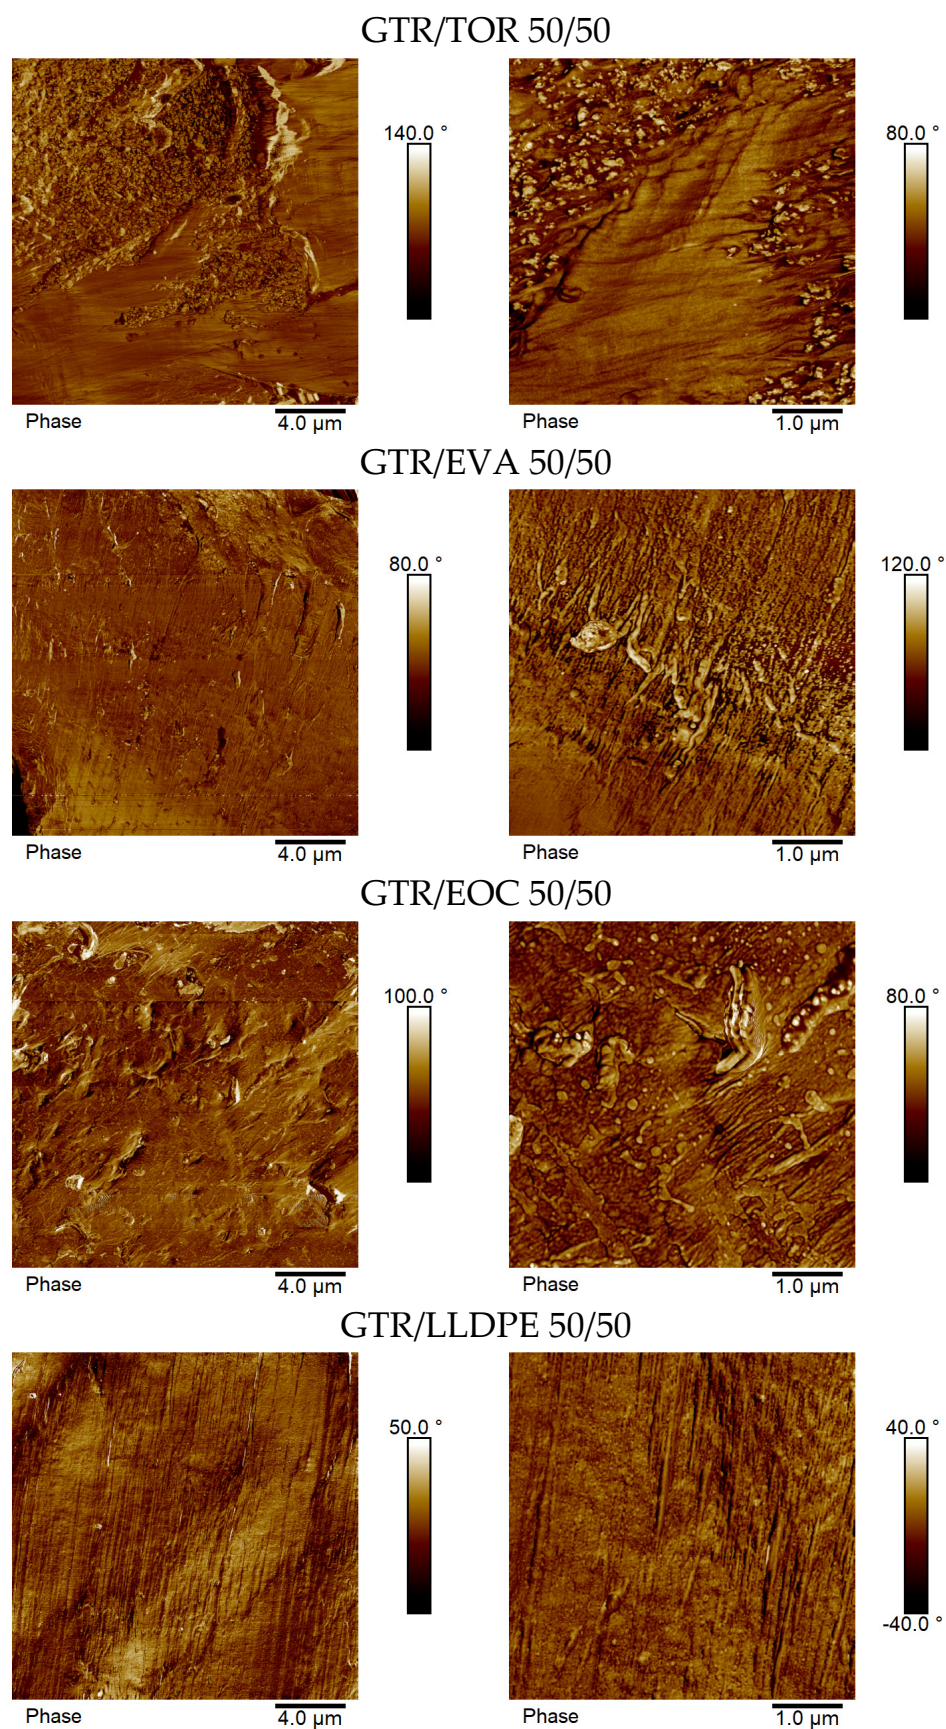 GTR/TOR 50/50
140.0 °
80.0 °
Phase
4.0 µm
Phase
1.0 µm
GTR/EVA 50/50
80.0 °
120.0 °
Phase
4.0 µm
Phase
1.0 µm
GTR/EOC 50/50
100.0 °
80.0 °
Phase
4.0 µm
Phase
1.0 µm
GTR/LLDPE 50/50
50.0 °
40.0 °
-40.0 °
Phase
4.0 µm
Phase
1.0 µm